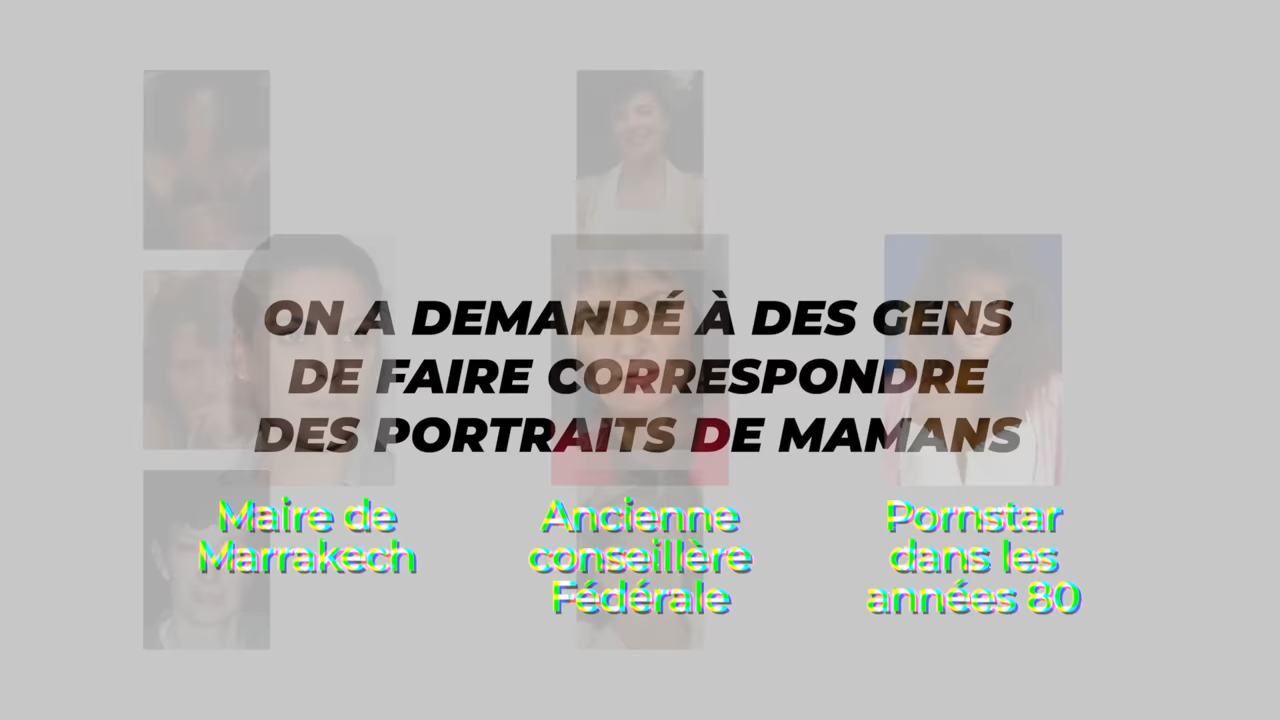 ON A DEMANDÉ À DES GENS
DE FAIRE CORRESPONDRE
DES PORTRAITS DE MAMANS
Maire de
Marrakech
Ancienne
conseillère
Fédérale
Pornstar
dans les
années 80